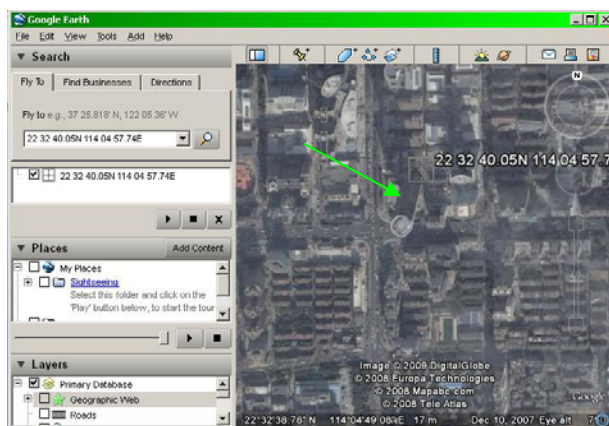 Google Earth
File Edit View Tools Add Help
Search
Fly To Find Businesses Directions
Fly to e.g., 37 25.818' N, 122 05.36' W
22 32 40.05N 114 04 57.74E
22 32 40.05N 114 04 57.74E
Places Add Content
My Places
Sightseeing
Select this folder and click on the
'Play' button below, to start the tour
Layers
Primary Database
Geographic Web
Roads
N
22 32 40.05N 114 04 57.7
Image © 2009 DigitalGlobe
© 2008 Europa Technologies
© 2008 Mapabc.com
© 2008 Tele Atlas
Google
22°32'38.78" N 114°04'49.08" E 17 m Dec 10, 2007 Eye alt